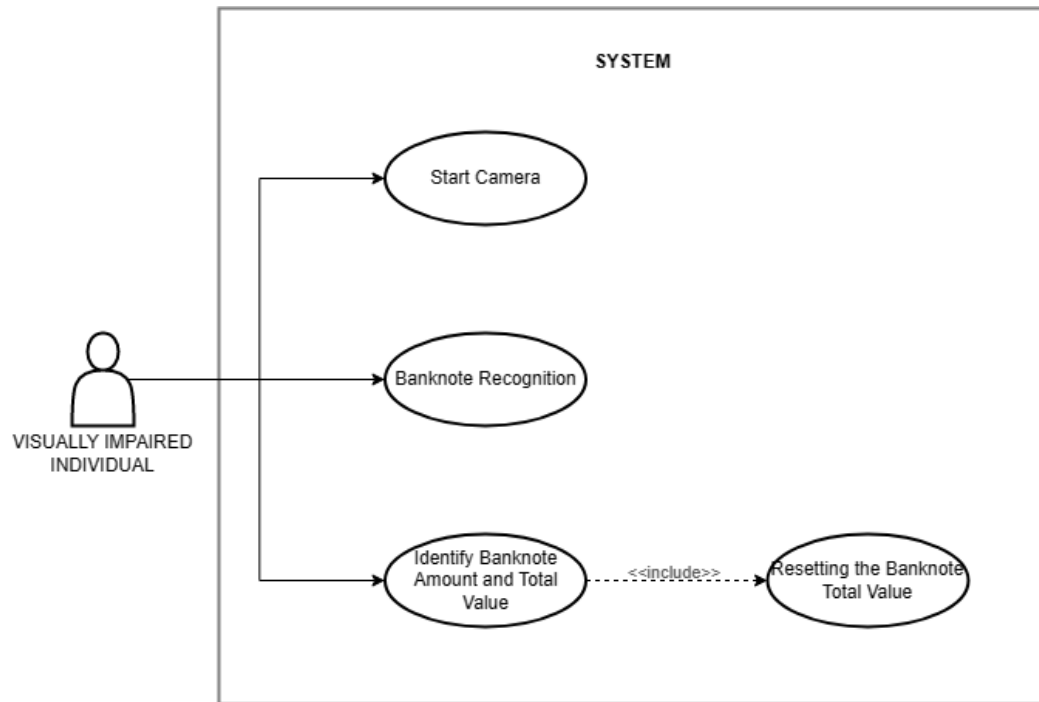 SYSTEM
Start Camera
Banknote Recognition
VISUALLY IMPAIRED
INDIVIDUAL
Identify Banknote
Amount and Total
Value
<<include>>
Resetting the Banknote
Total Value